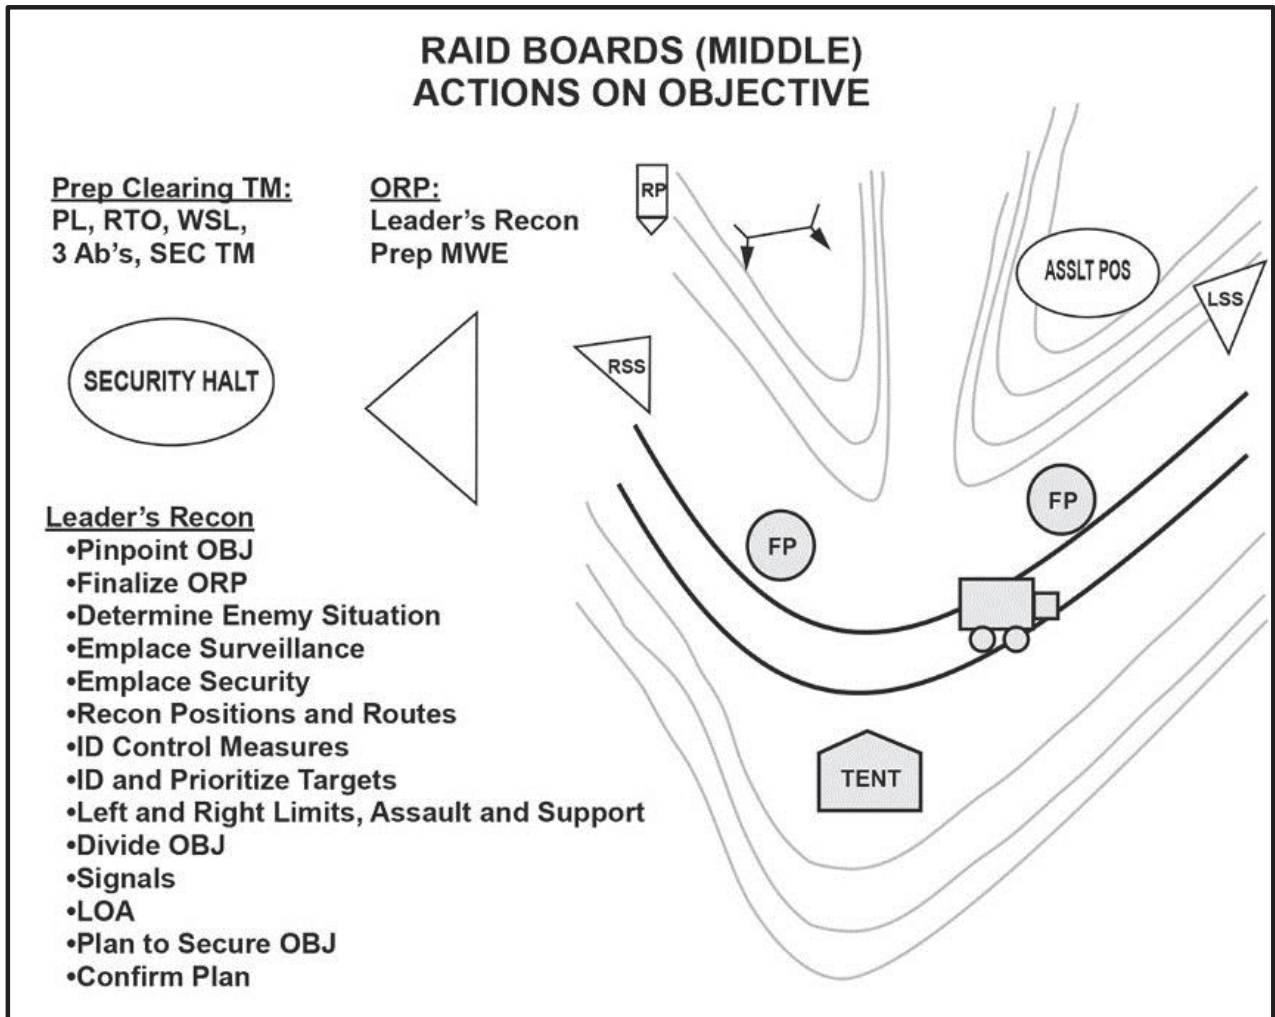 RAID BOARDS (MIDDLE)
ACTIONS ON OBJECTIVE
Prep Clearing TM:
PL, RTO, WSL,
3 Ab’s, SEC TM
ORP:
Leader’s Recon
Prep MWE
RP
ASSLT POS
LSS
RSS
SECURITY HALT
FP
FP
TENT
Leader’s Recon
•Pinpoint OBJ
•Finalize ORP
•Determine Enemy Situation
•Emplace Surveillance
•Emplace Security
•Recon Positions and Routes
•ID Control Measures
•ID and Prioritize Targets
•Left and Right Limits, Assault and Support
•Divide OBJ
•Signals
•LOA
•Plan to Secure OBJ
•Confirm Plan